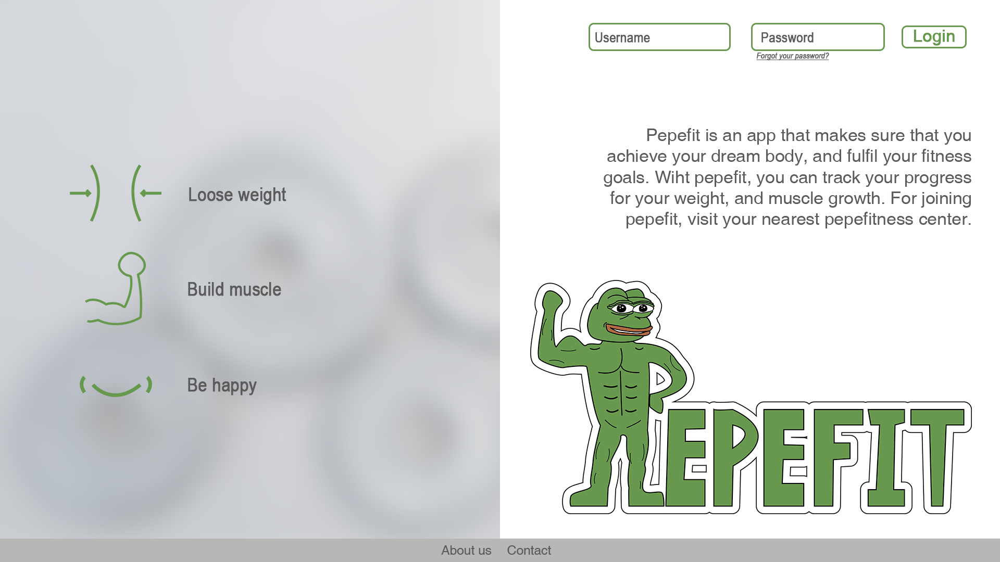 Username
Password
Login
Forgot your password?
Pepefit is an app that makes sure that you
achieve your dream body, and fulfil your fitness
goals. Wiht pepefit, you can track your progress
for your weight, and muscle growth. For joining
pepefit, visit your nearest pepefitness center.
Loose weight
Build muscle
Be happy
EPEFIT
About us
Contact